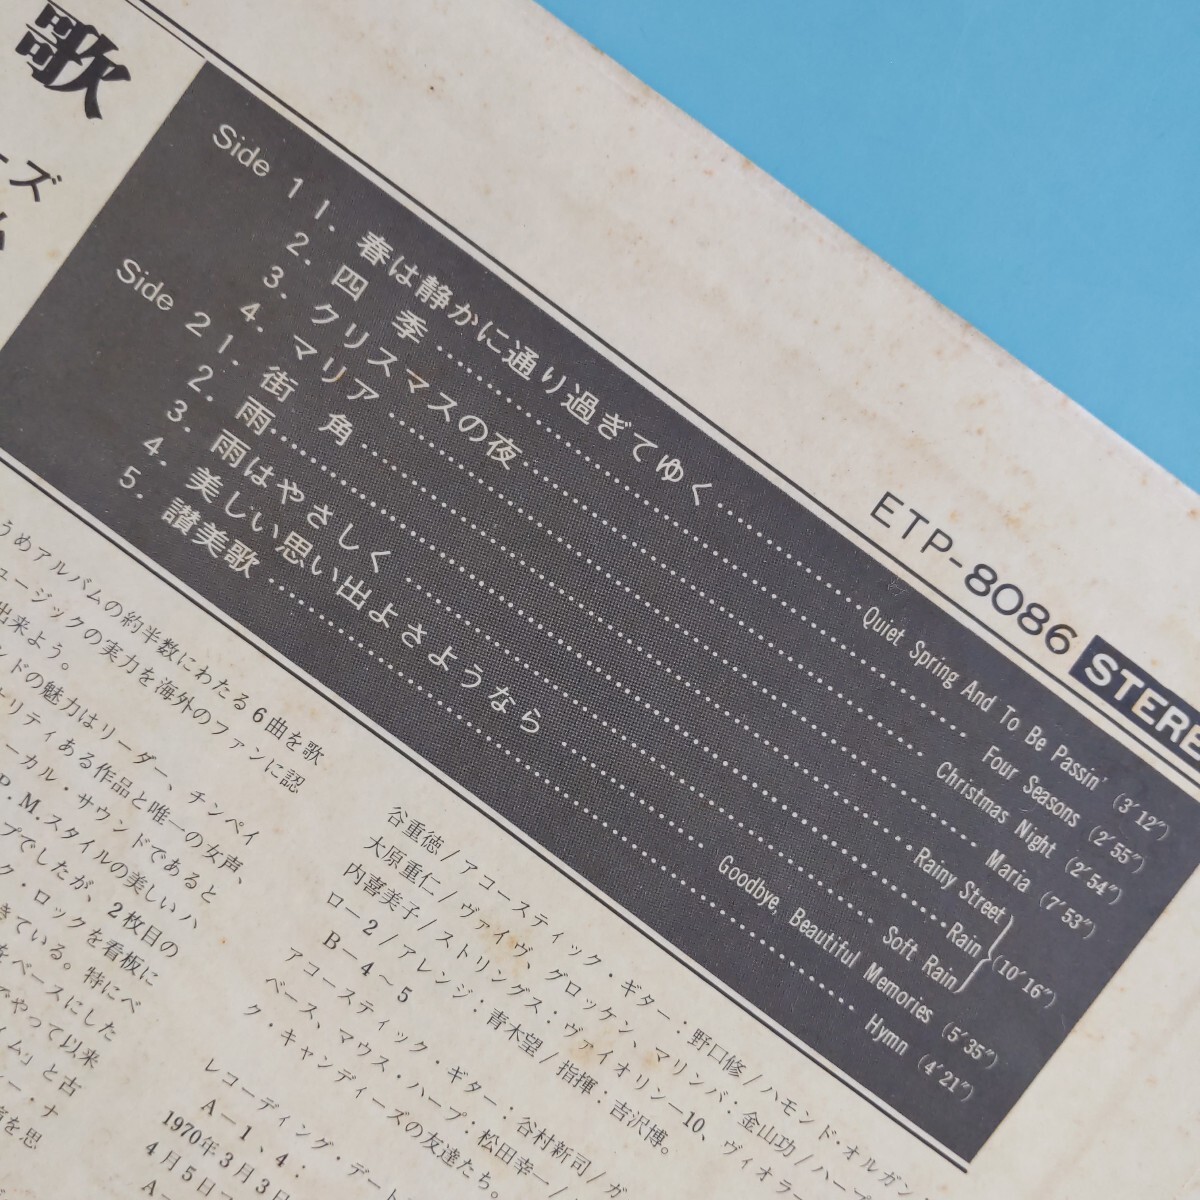 歌
ーズ
ETP-8086 STERE
Side 1 1. 春は静かに通り過ぎてゆく……Quiet Spring And To Be Passin' (3′12″)
2. 四季……Four Seasons (2′55″)
3. クリスマスの夜……Christmas Night (2′54″)
4. マリア……Maria (7′53″)
Side 2 1. 街角……Rainy Street
2. 雨……Rain
3. 雨はやさしく……Soft Rain
(10′16″)
4. 美しい思い出よさようなら……Goodbye, Beautiful Memories (5′35″)
5. 讃美歌……Hymn (4′21″)
うめアルバムの約半数にわたる6曲を歌
ュージックの実力を海外のファンに認
出来よう。
ンドの魅力はリーダー、チンペイ
ナリティある作品と唯一の女声、
ーカル・サウンドであると
P.M.スタイルの美しいハ
プでしたが、2枚目の
ク・ロックを看板に
きている。特にベ
をベースにした
でやって以来
イム」と古
ー・ナ
を思
谷重徳/アコースティック・ギター:野口修/ハモンド・オルガン
大原重仁/ヴァイヴ、グロッケン、マリンバ:金山功/ハープ
内喜美子/ストリングス:ヴァイオリン―10、ヴィオラ
ロ―2/アレンジ:青木望/指揮:吉沢博。
B―4〜5
アコースティック・ギター:谷村新司/ガ
ベース、マウス・ハープ:松田幸一/
ク・キャンディーズの友達たち。
レコーディング・デート
A―1、4:
1970年3月3
4月5日
A―